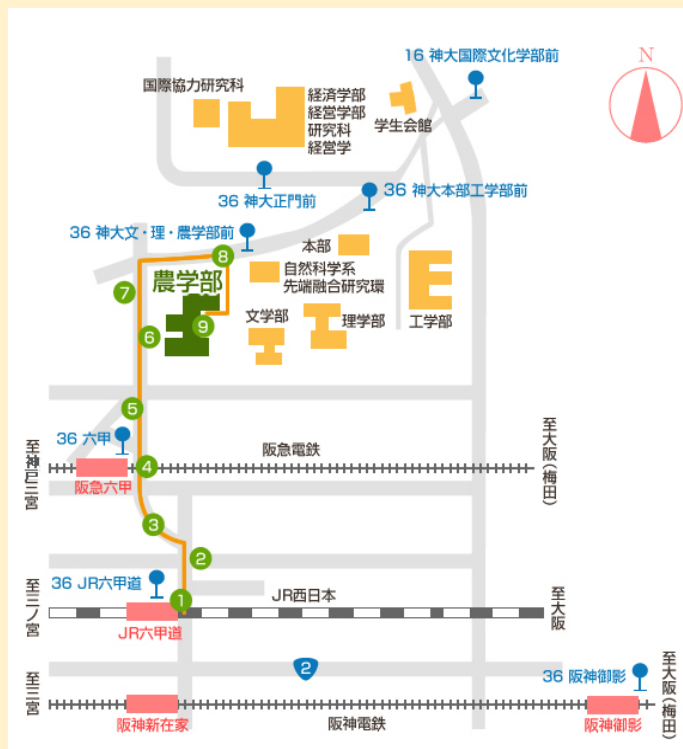 16 神大国際文化学部前
N
国際協力研究科
経済学部
経営学部
研究科
経営学
学生会館
36 神大正門前
36 神大本部工学部前
36 神大文・理・農学部前
本部
8
農学部
自然科学系
先端融合研究環
7
9
6
文学部
理学部
工学部
5
36 六甲
阪急電鉄
至神戸三宮
至大阪(梅田)
4
阪急六甲
3
2
36 JR六甲道
JR西日本
1
至三ノ宮
至大阪
JR六甲道
2
36 阪神御影
至三宮
至大阪(梅田)
阪神新在家
阪神電鉄
阪神御影